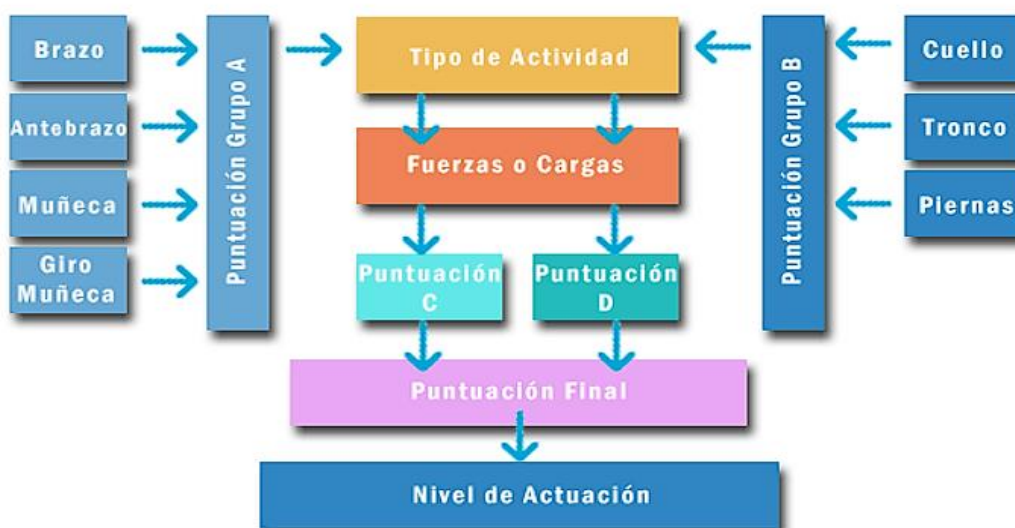 Brazo
Antebrazo
Muñeca
Giro
Muñeca
Puntuación Grupo A
Tipo de Actividad
Fuerzas o Cargas
Puntuación
C
Puntuación
D
Puntuación Final
Nivel de Actuación
Puntuación Grupo B
Cuello
Tronco
Piernas